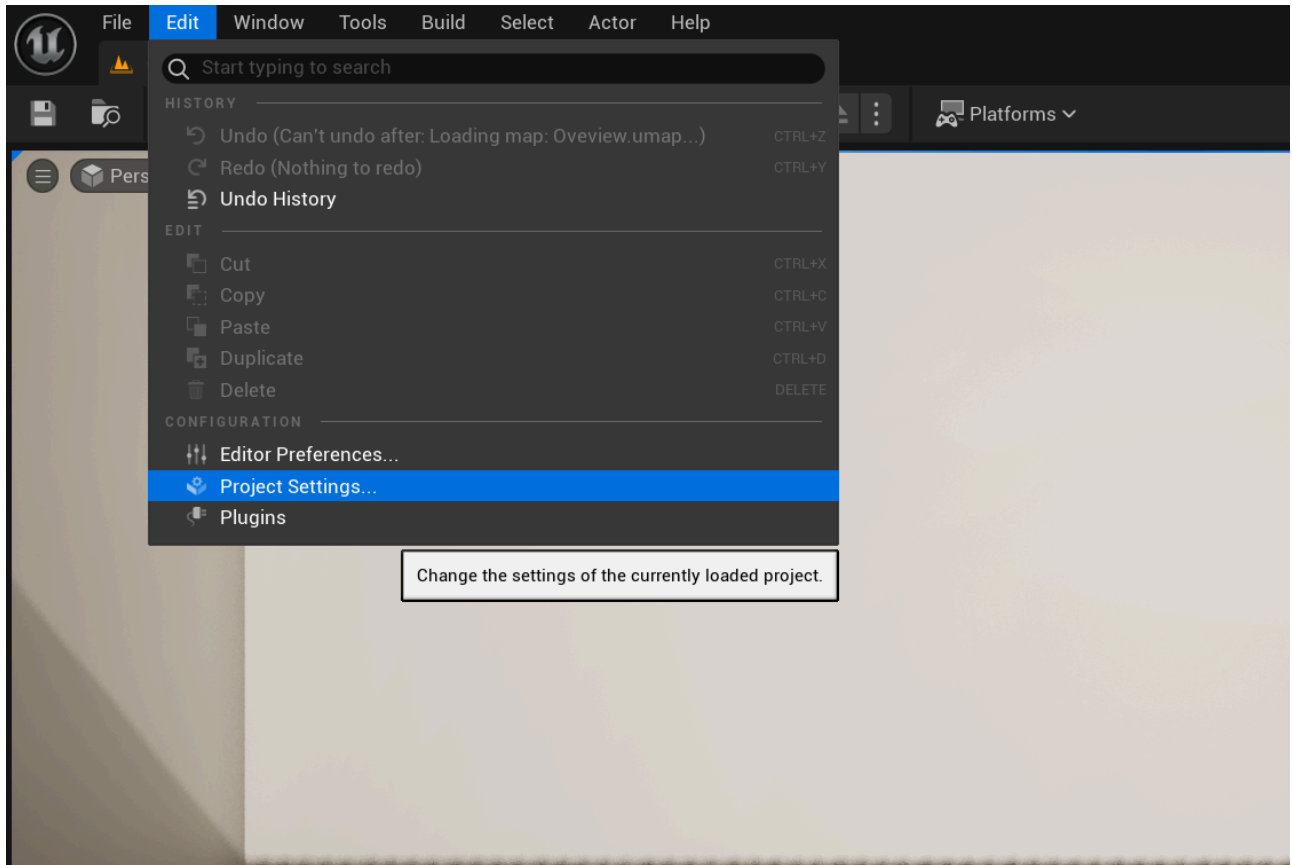 File Edit Window Tools Build Select Actor Help
Start typing to search
HISTORY
Undo (Can't undo after: Loading map: Oveview.umap...) CTRL+Z
Redo (Nothing to redo) CTRL+Y
Undo History
EDIT
Cut CTRL+X
Copy CTRL+C
Paste CTRL+V
Duplicate CTRL+D
Delete DELETE
CONFIGURATION
Editor Preferences...
Project Settings...
Plugins
Change the settings of the currently loaded project.
Platforms
Pers